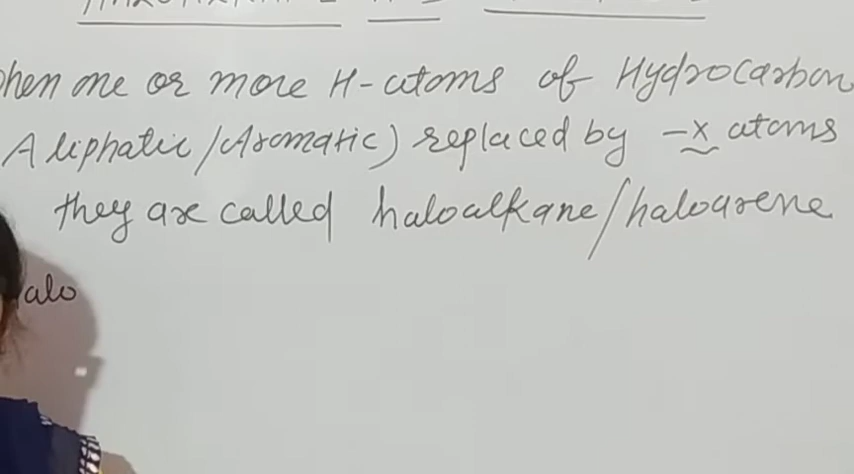 hen one or more H-atoms of Hydrocarbon
Aliphatic/Aromatic) replaced by -X atoms
they are called haloalkane/haloarene
alo